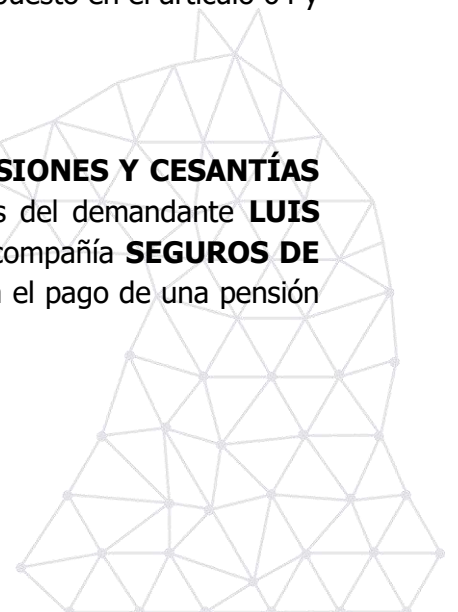 puesto en el artículo 64 y
SIONES Y CESANTÍAS
s del demandante LUIS
compañía SEGUROS DE
el pago de una pensión